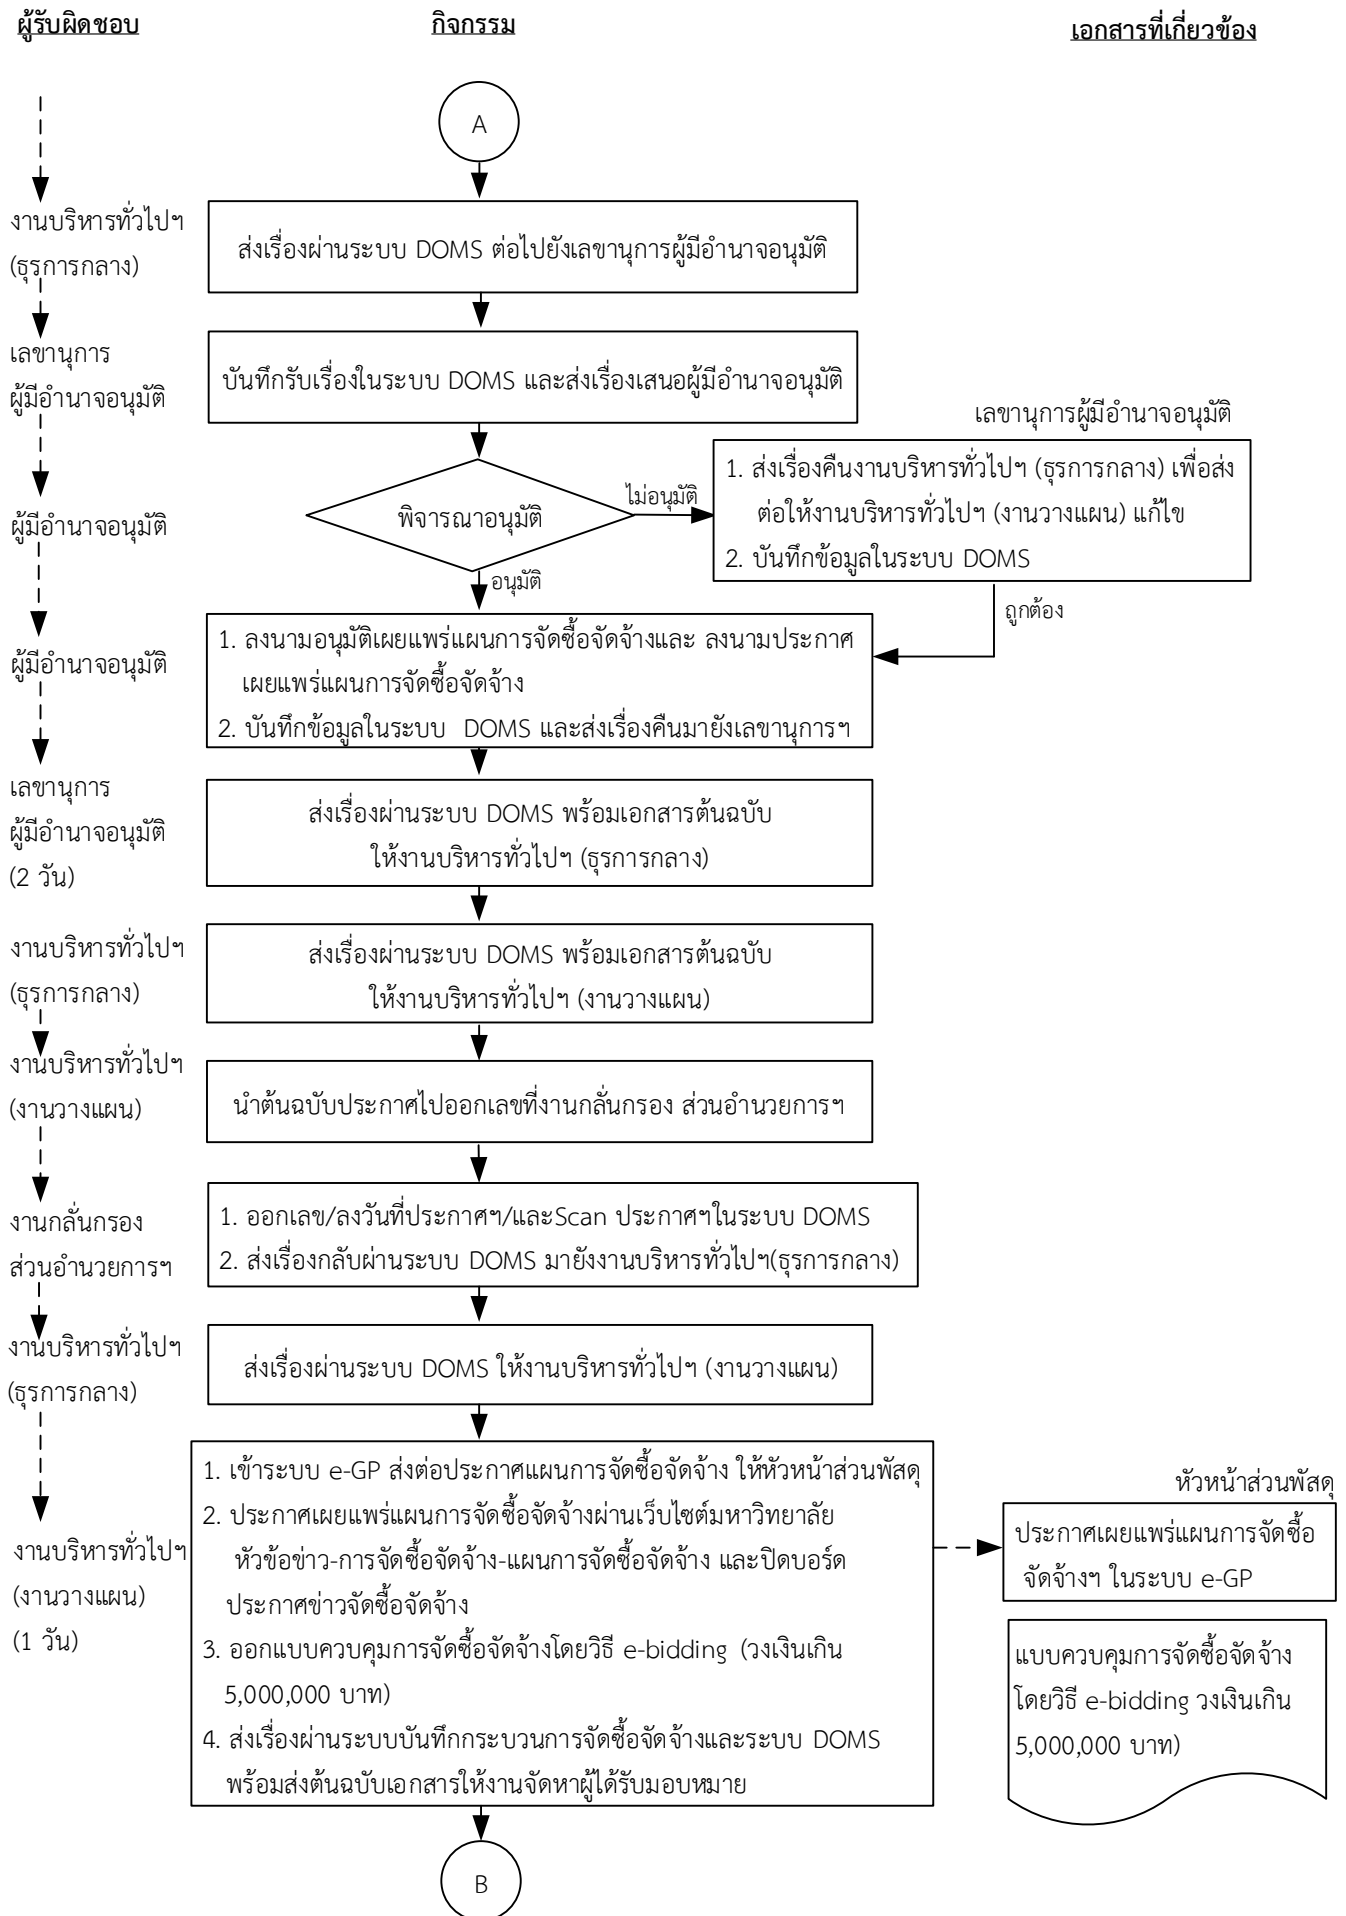 ผู้รับผิดชอบ
กิจกรรม
เอกสารที่เกี่ยวข้อง
A
งานบริหารทั่วไปฯ
(ธุรการกลาง)
ส่งเรื่องผ่านระบบ DOMS ต่อไปยังเลขานุการผู้มีอำนาจอนุมัติ
เลขานุการ
ผู้มีอำนาจอนุมัติ
บันทึกรับเรื่องในระบบ DOMS และส่งเรื่องเสนอผู้มีอำนาจอนุมัติ
เลขานุการผู้มีอำนาจอนุมัติ
ผู้มีอำนาจอนุมัติ
พิจารณาอนุมัติ
ไม่อนุมัติ
1. ส่งเรื่องคืนงานบริหารทั่วไปฯ (ธุรการกลาง) เพื่อส่ง
ต่อให้งานบริหารทั่วไปฯ (งานวางแผน) แก้ไข
2. บันทึกข้อมูลในระบบ DOMS
อนุมัติ
ถูกต้อง
ผู้มีอำนาจอนุมัติ
1. ลงนามอนุมัติเผยแพร่แผนการจัดซื้อจัดจ้างและ ลงนามประกาศ
เผยแพร่แผนการจัดซื้อจัดจ้าง
2. บันทึกข้อมูลในระบบ DOMS และส่งเรื่องคืนมายังเลขานุการฯ
เลขานุการ
ผู้มีอำนาจอนุมัติ
(2 วัน)
ส่งเรื่องผ่านระบบ DOMS พร้อมเอกสารต้นฉบับ
ให้งานบริหารทั่วไปฯ (ธุรการกลาง)
งานบริหารทั่วไปฯ
(ธุรการกลาง)
ส่งเรื่องผ่านระบบ DOMS พร้อมเอกสารต้นฉบับ
ให้งานบริหารทั่วไปฯ (งานวางแผน)
งานบริหารทั่วไปฯ
(งานวางแผน)
นำต้นฉบับประกาศไปออกเลขที่งานกลั่นกรอง ส่วนอำนวยการฯ
งานกลั่นกรอง
ส่วนอำนวยการฯ
1. ออกเลข/ลงวันที่ประกาศฯ/และScan ประกาศฯในระบบ DOMS
2. ส่งเรื่องกลับผ่านระบบ DOMS มายังงานบริหารทั่วไปฯ(ธุรการกลาง)
งานบริหารทั่วไปฯ
(ธุรการกลาง)
ส่งเรื่องผ่านระบบ DOMS ให้งานบริหารทั่วไปฯ (งานวางแผน)
งานบริหารทั่วไปฯ
(งานวางแผน)
(1 วัน)
1. เข้าระบบ e-GP ส่งต่อประกาศแผนการจัดซื้อจัดจ้าง ให้หัวหน้าส่วนพัสดุ
2. ประกาศเผยแพร่แผนการจัดซื้อจัดจ้างผ่านเว็บไซต์มหาวิทยาลัย
หัวข้อข่าว-การจัดซื้อจัดจ้าง-แผนการจัดซื้อจัดจ้าง และปิดบอร์ด
ประกาศข่าวจัดซื้อจัดจ้าง
3. ออกแบบควบคุมการจัดซื้อจัดจ้างโดยวิธี e-bidding (วงเงินเกิน
5,000,000 บาท)
4. ส่งเรื่องผ่านระบบบันทึกกระบวนการจัดซื้อจัดจ้างและระบบ DOMS
พร้อมส่งต้นฉบับเอกสารให้งานจัดหาผู้ได้รับมอบหมาย
หัวหน้าส่วนพัสดุ
ประกาศเผยแพร่แผนการจัดซื้อ
จัดจ้างฯ ในระบบ e-GP
แบบควบคุมการจัดซื้อจัดจ้าง
โดยวิธี e-bidding วงเงินเกิน
5,000,000 บาท)
B